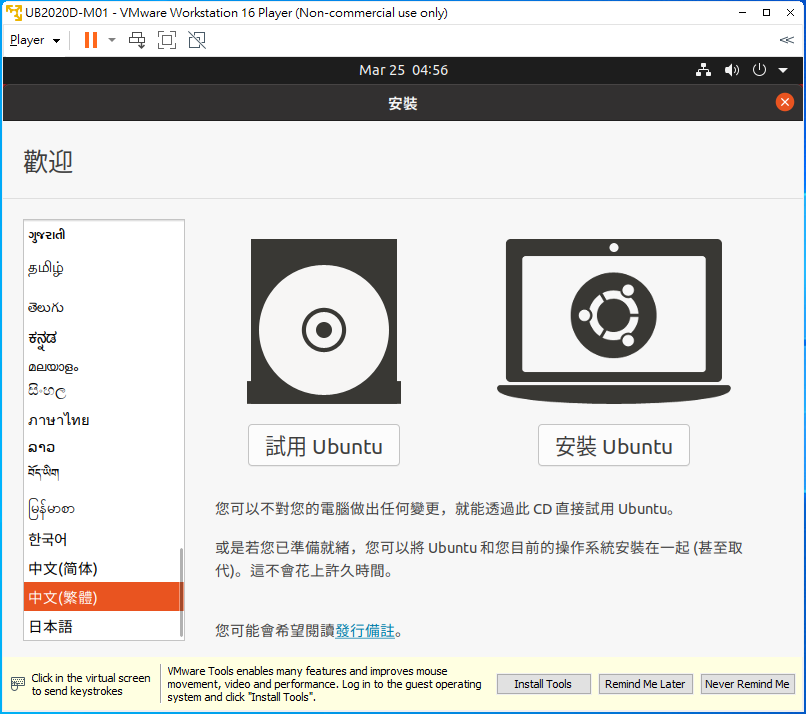 UB2020D-M01 - VMware Workstation 16 Player (Non-commercial use only)
Player
Mar 25 04:56
安裝
歡迎
ગુજરાતી
தமிழ்
తెలుగు
ಕನ್ನಡ
മലയാളം
සිංහල
ภาษาไทย
ລາວ
བོད་ཡིག
မြန်မာစာ
한국어
中文(简体)
中文(繁體)
日本語
試用 Ubuntu
安裝 Ubuntu
您可以不對您的電腦做出任何變更，就能透過此 CD 直接試用 Ubuntu。
或是若您已準備就緒，您可以將 Ubuntu 和您目前的操作系統安裝在一起 (甚至取
代)。這不會花上許久時間。
您可能會希望閱讀發行備註。
Click in the virtual screen
to send keystrokes
VMware Tools enables many features and improves mouse
movement, video and performance. Log in to the guest operating
system and click "Install Tools".
Install Tools
Remind Me Later
Never Remind Me